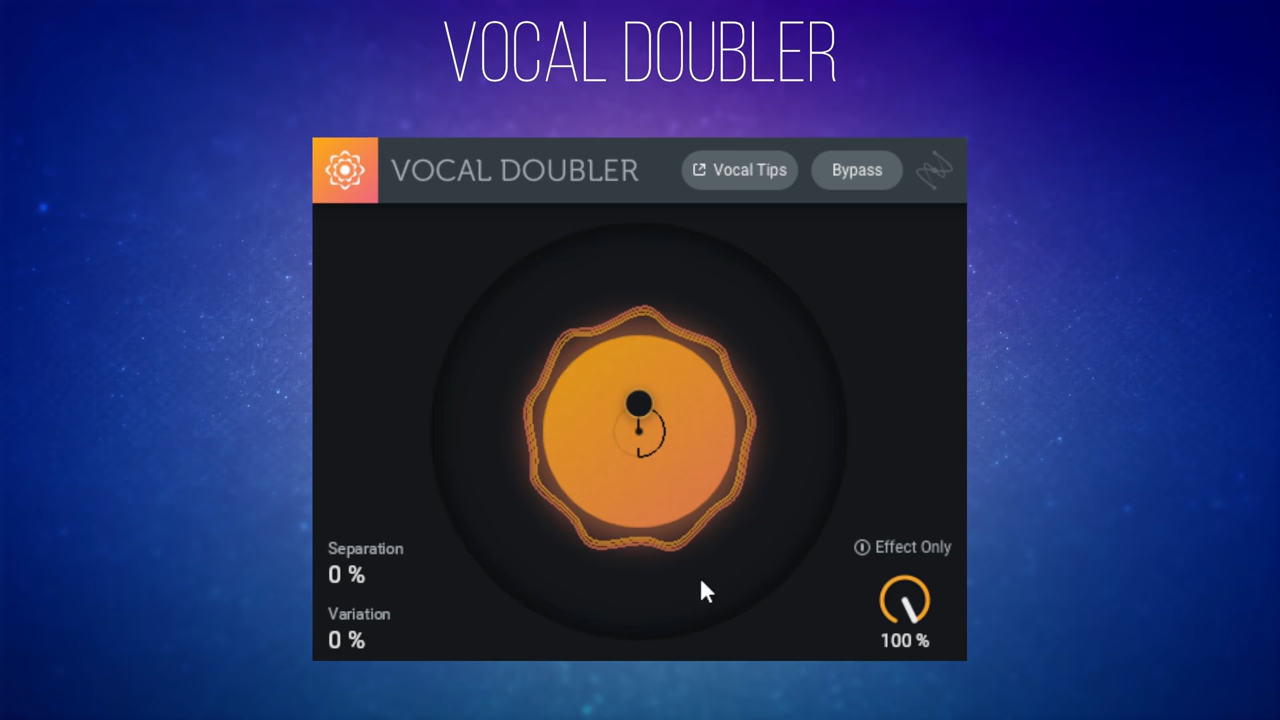 VOCAL DOUBLER
VOCAL DOUBLER
Vocal Tips
Bypass
Separation
0 %
Variation
0 %
Effect Only
100 %